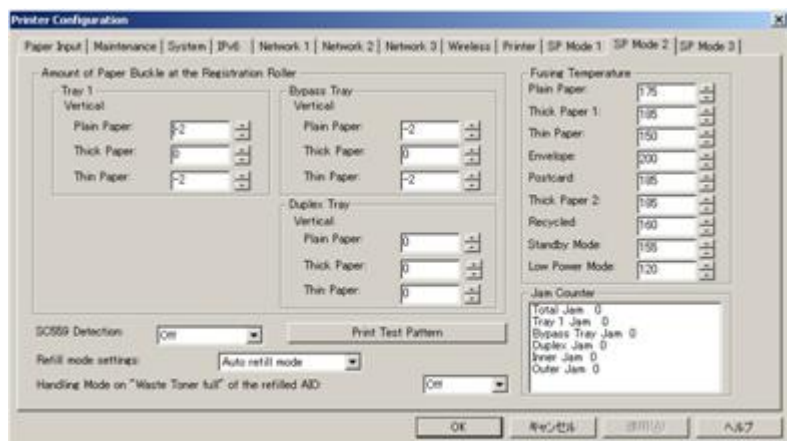 Printer Configuration
Paper Input | Maintenance | System | IPv6 | Network 1 | Network 2 | Network 3 | Wireless | Printer | SP Mode 1 | SP Mode 2 | SP Mode 3
Amount of Paper Buckle at the Registration Roller
Tray 1
Vertical:
Plain Paper: -2
Thick Paper: 0
Thin Paper: -2
Bypass Tray
Vertical:
Plain Paper: -2
Thick Paper: 0
Thin Paper: -2
Duplex Tray
Vertical:
Plain Paper: 0
Thick Paper: 0
Thin Paper: 0
Fusing Temperature
Plain Paper: 175
Thick Paper 1: 185
Thin Paper: 150
Envelope: 200
Postcard: 185
Thick Paper 2: 185
Recycled: 160
Standby Mode: 155
Low Power Mode: 120
Jam Counter
Total Jam 0
Tray 1 Jam 0
Bypass Tray Jam 0
Duplex Jam 0
Inner Jam 0
Outer Jam 0
SC559 Detection: Off
Print Test Pattern
Refill mode settings: Auto refill mode
Handling Mode on "Waste Toner full" of the refilled AIO: Off
OK キャンセル 適用(A) ヘルプ